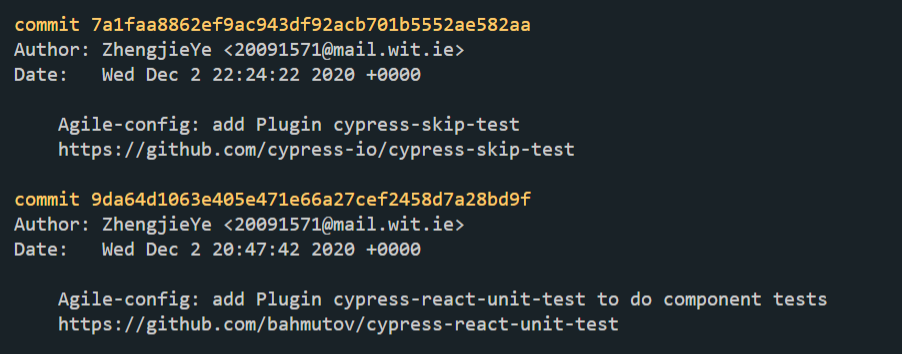 commit 7a1faa8862ef9ac943df92acb701b5552ae582aa
Author: ZhengjieYe <20091571@mail.wit.ie>
Date:   Wed Dec 2 22:24:22 2020 +0000
Agile-config: add Plugin cypress-skip-test
https://github.com/cypress-io/cypress-skip-test
commit 9da64d1063e405e471e66a27cef2458d7a28bd9f
Author: ZhengjieYe <20091571@mail.wit.ie>
Date:   Wed Dec 2 20:47:42 2020 +0000
Agile-config: add Plugin cypress-react-unit-test to do component tests
https://github.com/bahmutov/cypress-react-unit-test